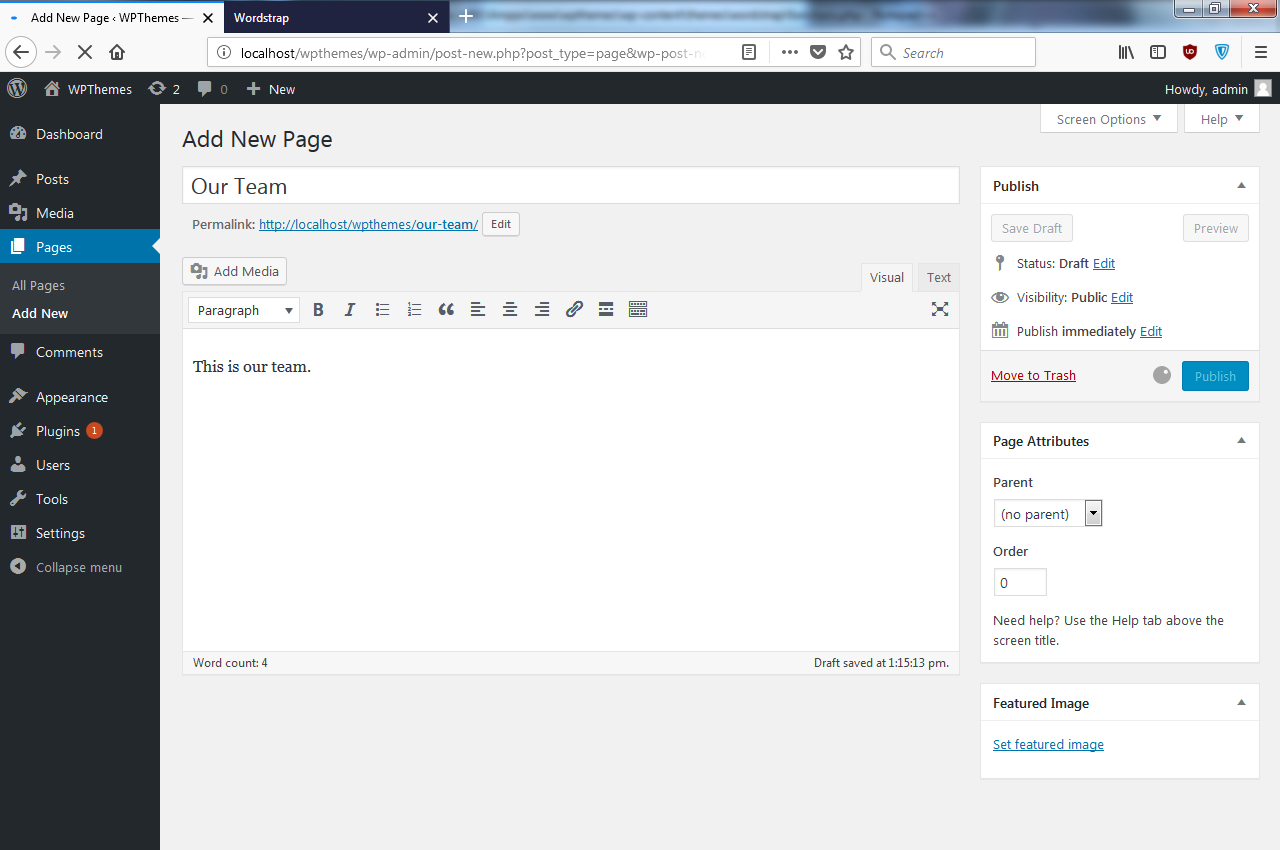 Add New Page ‹ WPThemes —
Wordstrap
localhost/wpthemes/wp-admin/post-new.php?post_type=page&wp-post-n
Search
WPThemes 2 0 New
Howdy, admin
Dashboard
Posts
Media
Pages
All Pages
Add New
Comments
Appearance
Plugins 1
Users
Tools
Settings
Collapse menu
Screen Options
Help
Add New Page
Our Team
Permalink: http://localhost/wpthemes/our-team/ Edit
Add Media
Visual Text
Paragraph B I
This is our team.
Word count: 4
Draft saved at 1:15:13 pm.
Publish
Save Draft Preview
Status: Draft Edit
Visibility: Public Edit
Publish immediately Edit
Move to Trash Publish
Page Attributes
Parent
(no parent)
Order
0
Need help? Use the Help tab above the
screen title.
Featured Image
Set featured image